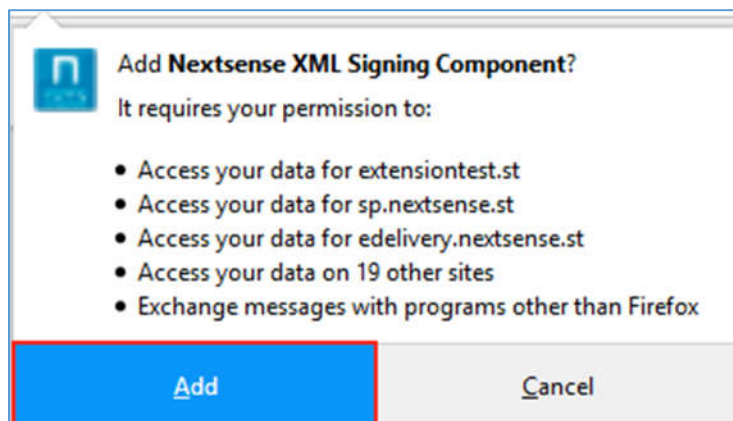 Add Nextsense XML Signing Component?
It requires your permission to:
• Access your data for extensiontest.st
• Access your data for sp.nextsense.st
• Access your data for edelivery.nextsense.st
• Access your data on 19 other sites
• Exchange messages with programs other than Firefox
Add
Cancel